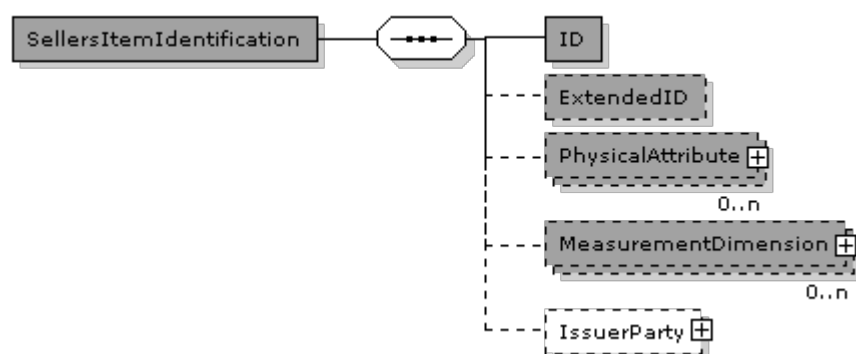 SellersItemIdentification
ID
ExtendedID
PhysicalAttribute
0..n
MeasurementDimension
0..n
IssuerParty